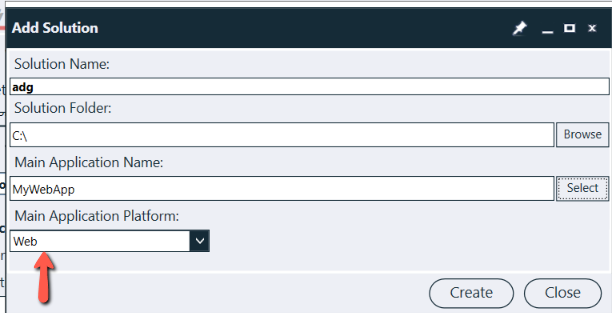 Add Solution
Solution Name:
adg
Solution Folder:
C:\
Browse
Main Application Name:
MyWebApp
Select
Main Application Platform:
Web
Create
Close